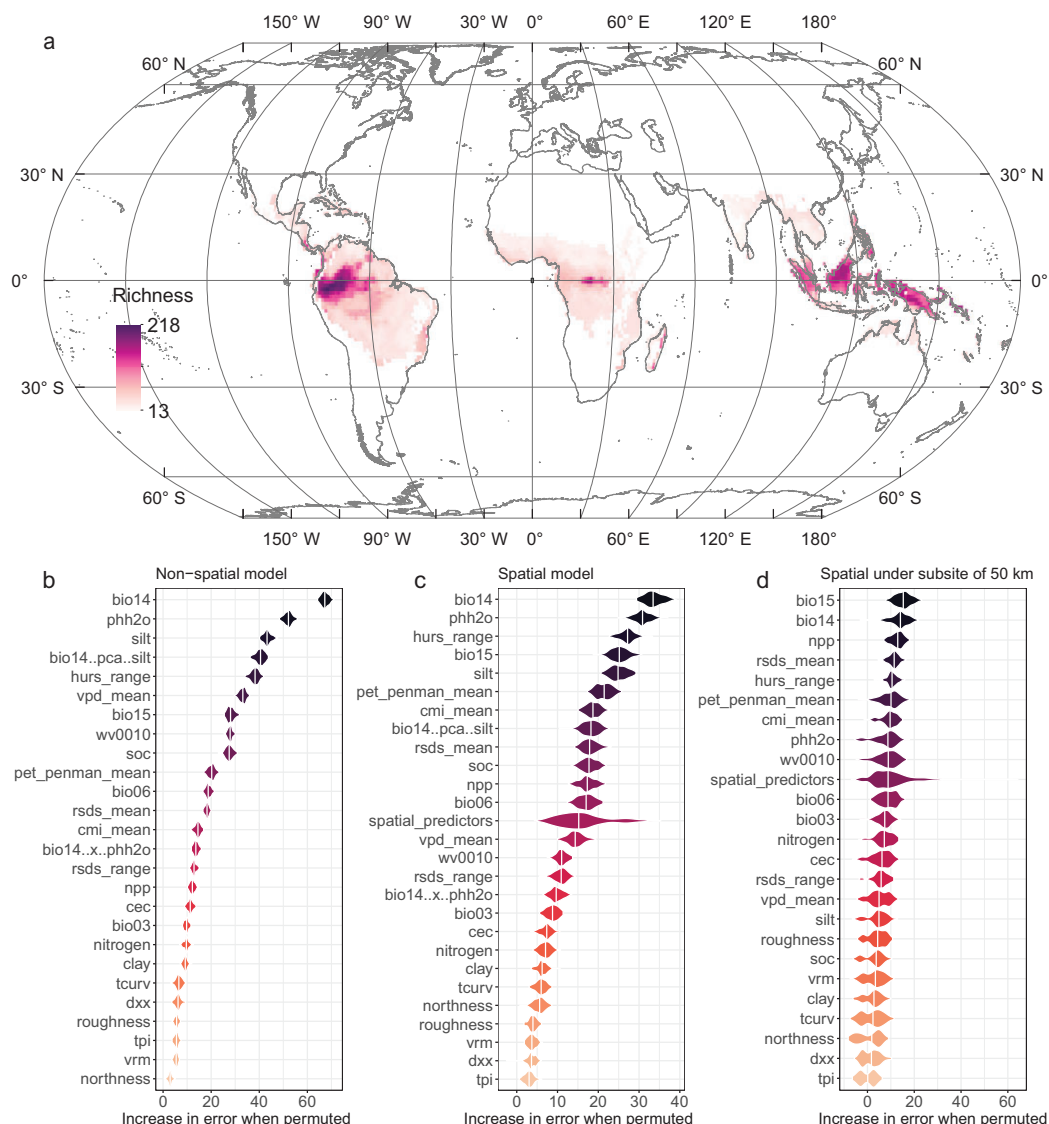 150° W 90° W 30° W 0° 30° E 60° E 120° E 180°
a
60° N 60° N
30° N 30° N
0° 0°
Richness
218
13
30° S 30° S
60° S 60° S
150° W 90° W 30° W 0° 30° E 60° E 120° E 180°
b
Non−spatial model
bio14
phh2o
silt
bio14..pca..silt
hurs_range
vpd_mean
bio15
wv0010
soc
pet_penman_mean
bio06
rsds_mean
cmi_mean
bio14..x..phh2o
rsds_range
npp
cec
bio03
nitrogen
clay
tcurv
dxx
roughness
tpi
vrm
northness
0 20 40 60
Increase in error when permuted
c
Spatial model
bio14
phh2o
hurs_range
bio15
silt
pet_penman_mean
cmi_mean
bio14..pca..silt
rsds_mean
soc
npp
bio06
spatial_predictors
vpd_mean
wv0010
rsds_range
bio14..x..phh2o
bio03
cec
nitrogen
clay
tcurv
northness
roughness
vrm
dxx
tpi
0 10 20 30 40
Increase in error when permuted
d
Spatial under subsite of 50 km
bio15
bio14
npp
rsds_mean
hurs_range
pet_penman_mean
cmi_mean
phh2o
wv0010
spatial_predictors
bio06
bio03
nitrogen
cec
rsds_range
vpd_mean
silt
roughness
soc
vrm
clay
tcurv
northness
dxx
tpi
0 20 40 60
Increase in error when permuted